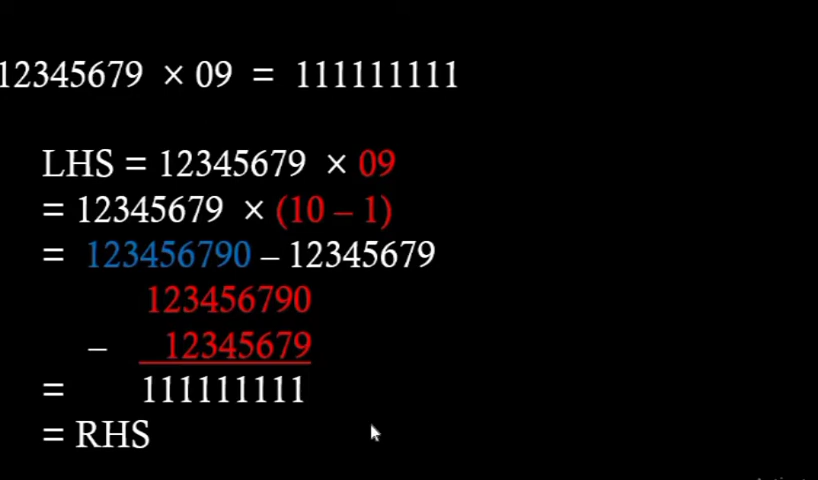 12345679 × 09 = 111111111
LHS = 12345679 × 09
= 12345679 × (10 – 1)
= 123456790 – 12345679
123456790
– 12345679
= 111111111
= RHS